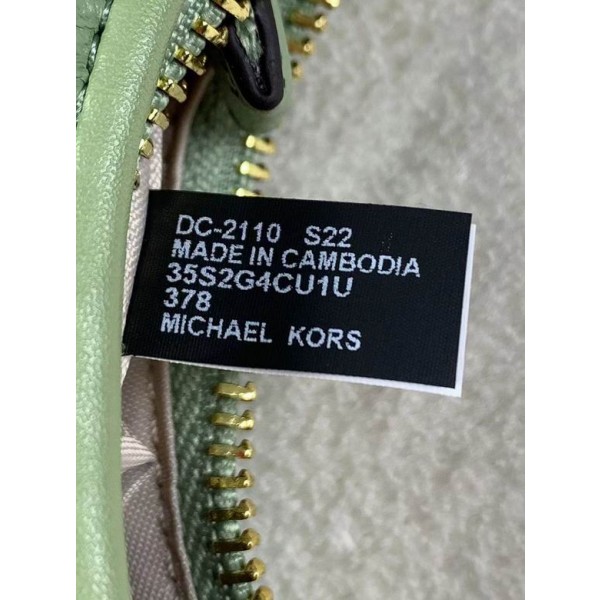 DC-2110 S22
MADE IN CAMBODIA
35S2G4CU1U
378
MICHAEL KORS